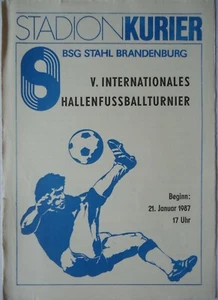 STADIONKURIER
BSG STAHL BRANDENBURG
V. INTERNATIONALES
HALLENFUSSBALLTURNIER
Beginn:
21. Januar 1987
17 Uhr